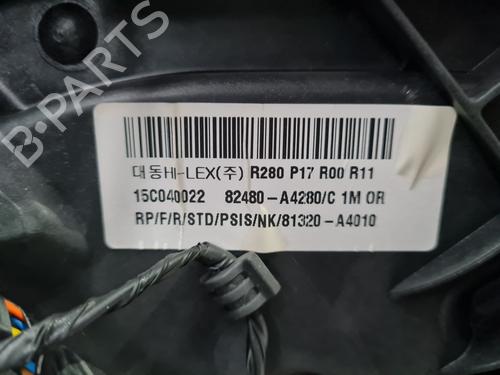 대동HI-LEX(주) R280 P17 R00 R11
15C040022 82480-A4280/C 1M OR
RP/F/R/STD/PSIS/NK/81320-A4010
B-PARTS